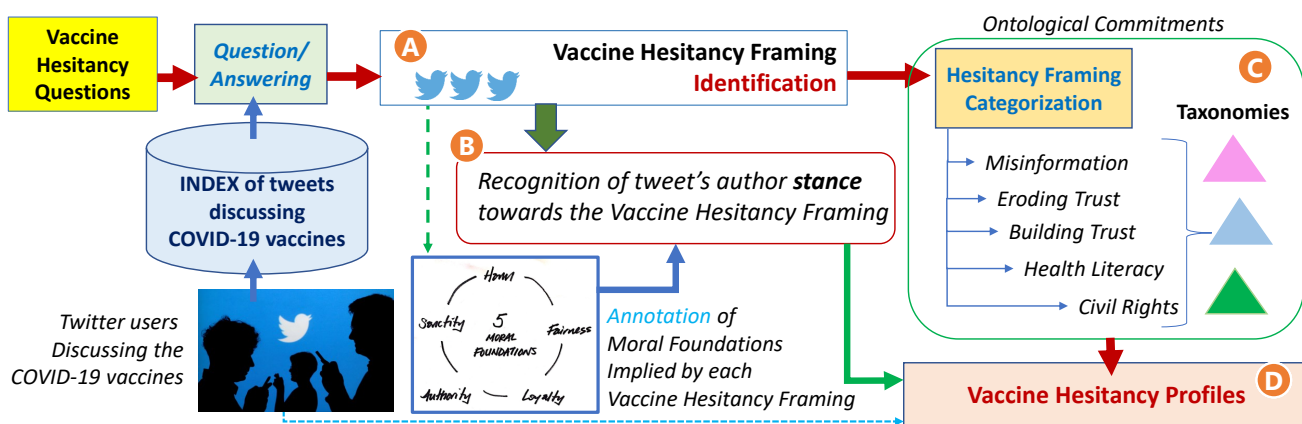 Vaccine
Hesitancy
Questions
Question/
Answering
A
Vaccine Hesitancy Framing
Identification
Ontological Commitments
C
Hesitancy Framing
Categorization
Taxonomies
Misinformation
Eroding Trust
Building Trust
Health Literacy
Civil Rights
B
Recognition of tweet's author stance
towards the Vaccine Hesitancy Framing
INDEX of tweets
discussing
COVID-19 vaccines
Twitter users
Discussing the
COVID-19 vaccines
Harm
Sanctity
5
MORAL
FOUNDATIONS
Fairness
Authority
Loyalty
Annotation of
Moral Foundations
Implied by each
Vaccine Hesitancy Framing
D
Vaccine Hesitancy Profiles